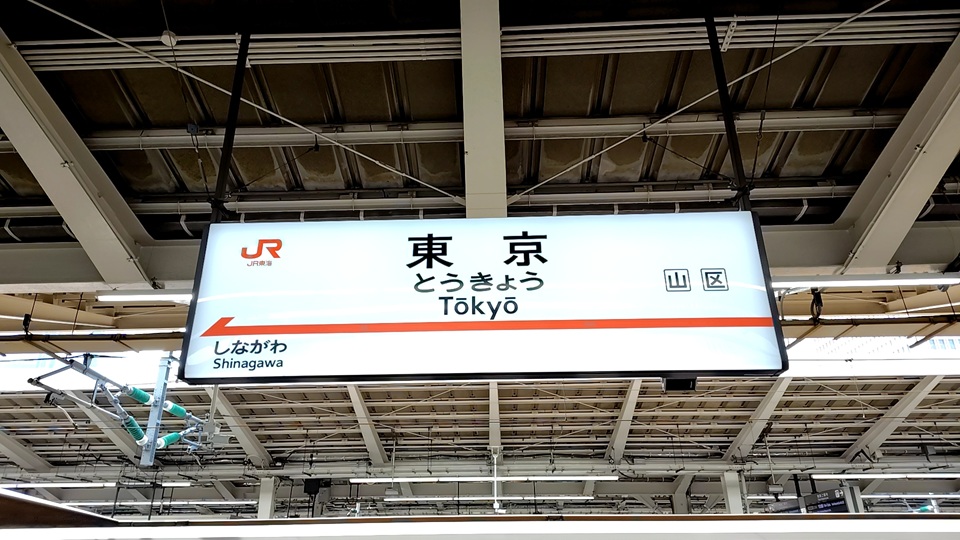 JR
JR東海
東京
とうきょう
Tōkyō
山 区
しながわ
Shinagawa